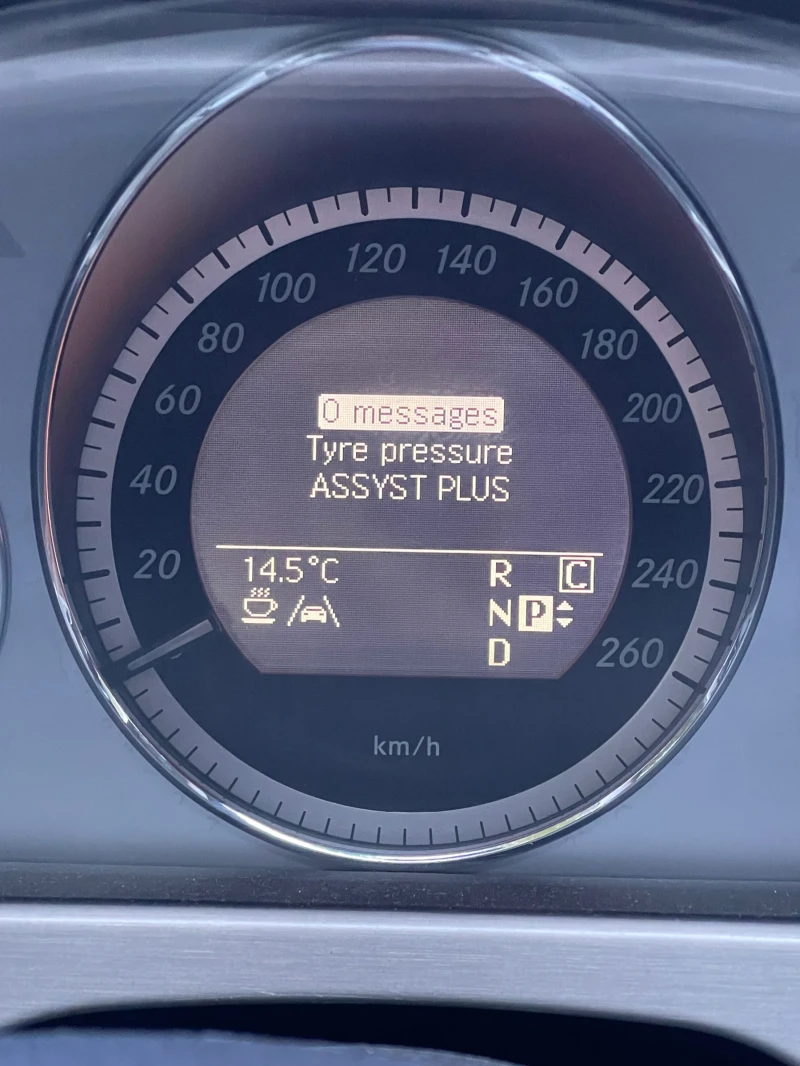 120 140
100 160
80 180
60 200
0 messages
Tyre pressure
40 ASSYST PLUS 220
20 14.5°C R C 240
N P
D 260
km/h